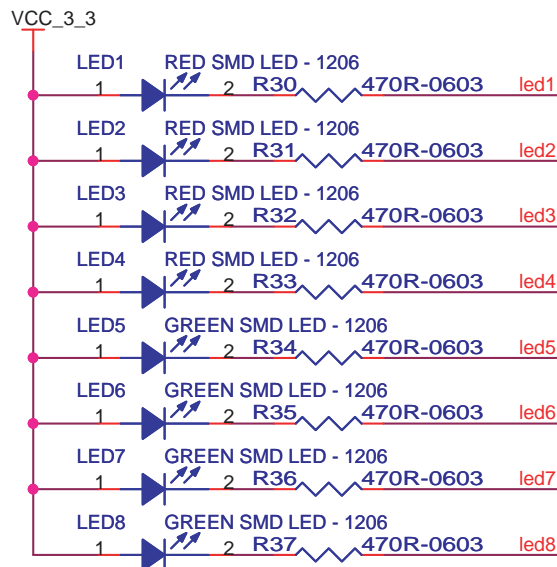 VCC_3_3
LED1 RED SMD LED - 1206
1 2 R30 470R-0603 led1
LED2 RED SMD LED - 1206
1 2 R31 470R-0603 led2
LED3 RED SMD LED - 1206
1 2 R32 470R-0603 led3
LED4 RED SMD LED - 1206
1 2 R33 470R-0603 led4
LED5 GREEN SMD LED - 1206
1 2 R34 470R-0603 led5
LED6 GREEN SMD LED - 1206
1 2 R35 470R-0603 led6
LED7 GREEN SMD LED - 1206
1 2 R36 470R-0603 led7
LED8 GREEN SMD LED - 1206
1 2 R37 470R-0603 led8